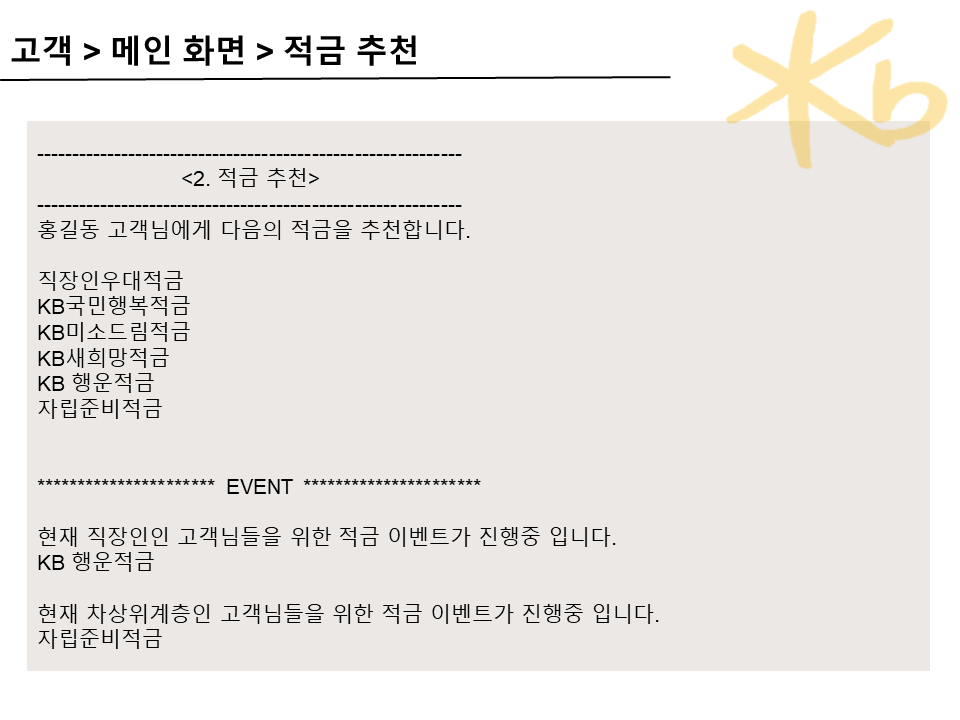 고객 > 메인 화면 > 적금 추천
Kb
-------------------------------------------------------------
<2. 적금 추천>
-------------------------------------------------------------
홍길동 고객님에게 다음의 적금을 추천합니다.
직장인우대적금
KB국민행복적금
KB미소드림적금
KB새희망적금
KB 행운적금
자립준비적금
********************** EVENT **********************
현재 직장인인 고객님들을 위한 적금 이벤트가 진행중 입니다.
KB 행운적금
현재 차상위계층인 고객님들을 위한 적금 이벤트가 진행중 입니다.
자립준비적금